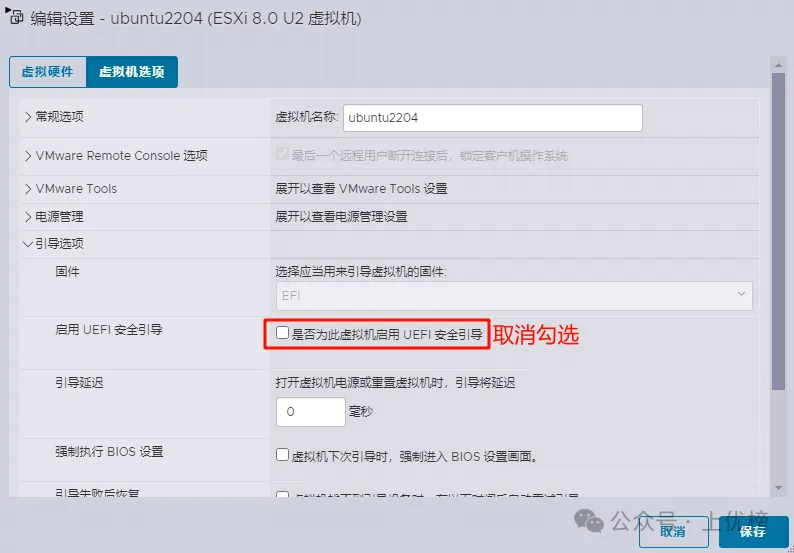 编辑设置 - ubuntu2204 (ESXi 8.0 U2 虚拟机)
虚拟硬件 虚拟机选项
常规选项 虚拟机名称: ubuntu2204
VMware Remote Console 选项 最后一个远程用户断开连接后，锁定客户机操作系统
VMware Tools 展开以查看 VMware Tools 设置
电源管理 展开以查看电源管理设置
引导选项
固件 选择应当用来引导虚拟机的固件:
EFI
启用 UEFI 安全引导 是否为此虚拟机启用 UEFI 安全引导 取消勾选
引导延迟 打开虚拟机电源或重置虚拟机时，引导将延迟
0 毫秒
强制执行 BIOS 设置 虚拟机下次引导时，强制进入 BIOS 设置画面。
引导失败后恢复
公众号 · 上优榜
取消 保存